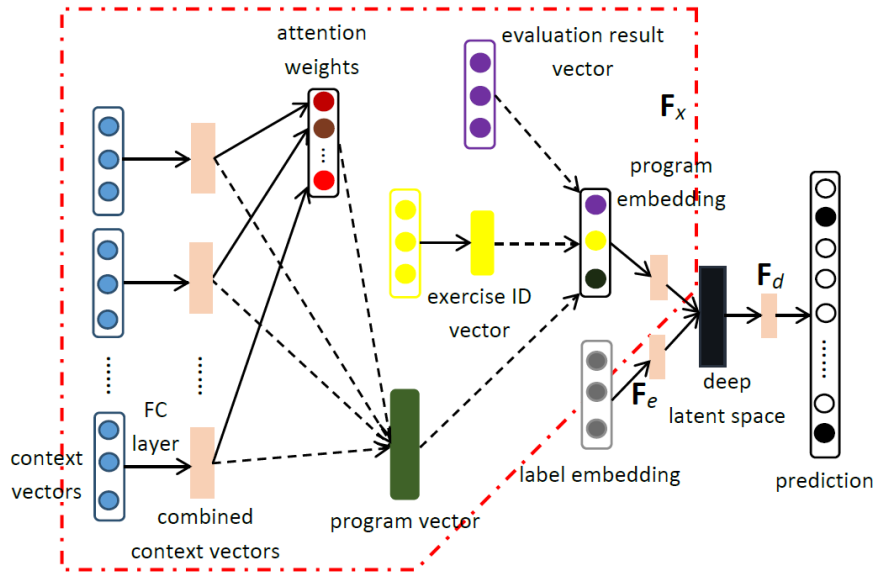 attention
weights
evaluation result
vector
F_x
program
embedding
exercise ID
vector
F_d
FC
layer
F_e
deep
latent space
context
vectors
combined
context vectors
program vector
label embedding
prediction